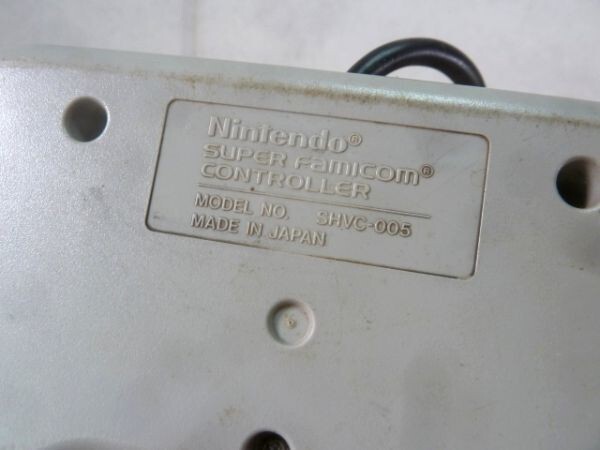 Nintendo®
SUPER FAMICOM®
CONTROLLER
MODEL NO. SHVC-005
MADE IN JAPAN